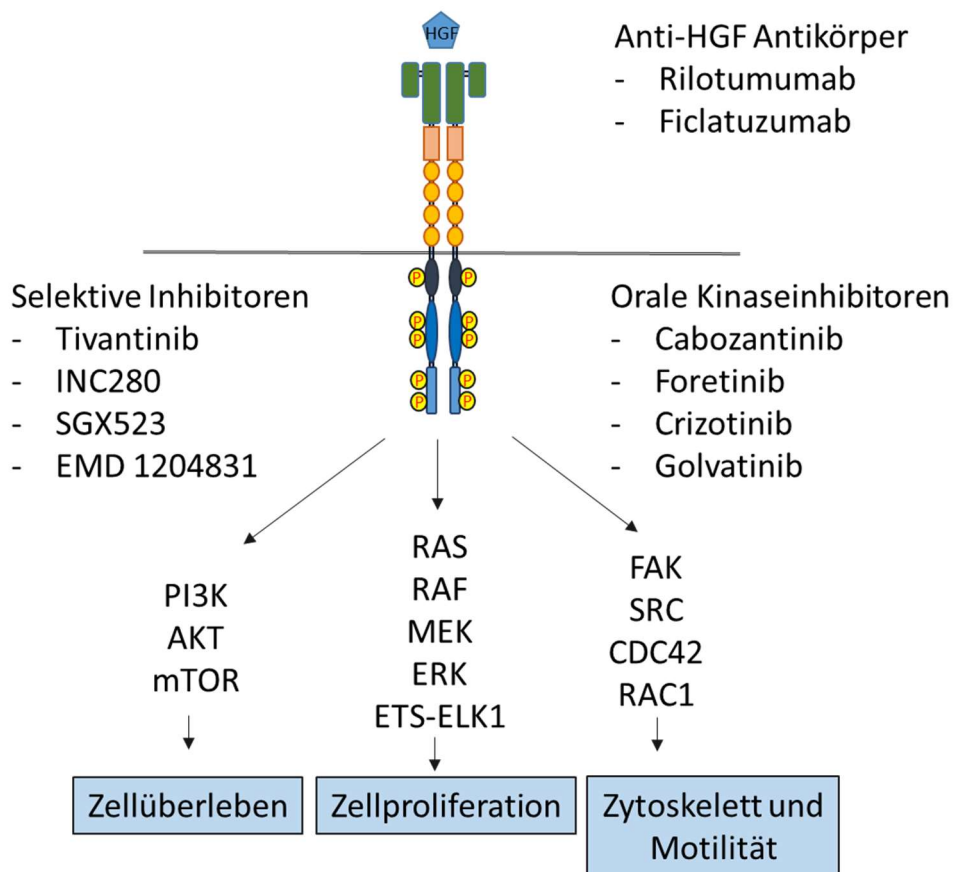 HGF
Anti-HGF Antikörper
- Rilotumumab
- Ficlatuzumab
Selektive Inhibitoren
- Tivantinib
- INC280
- SGX523
- EMD 1204831
P
P
P
P
P
P
P
P
P
P
Orale Kinaseinhibitoren
- Cabozantinib
- Foretinib
- Crizotinib
- Golvatinib
PI3K
AKT
mTOR
RAS
RAF
MEK
ERK
ETS-ELK1
FAK
SRC
CDC42
RAC1
Zellüberleben
Zellproliferation
Zytoskelett und
Motilität